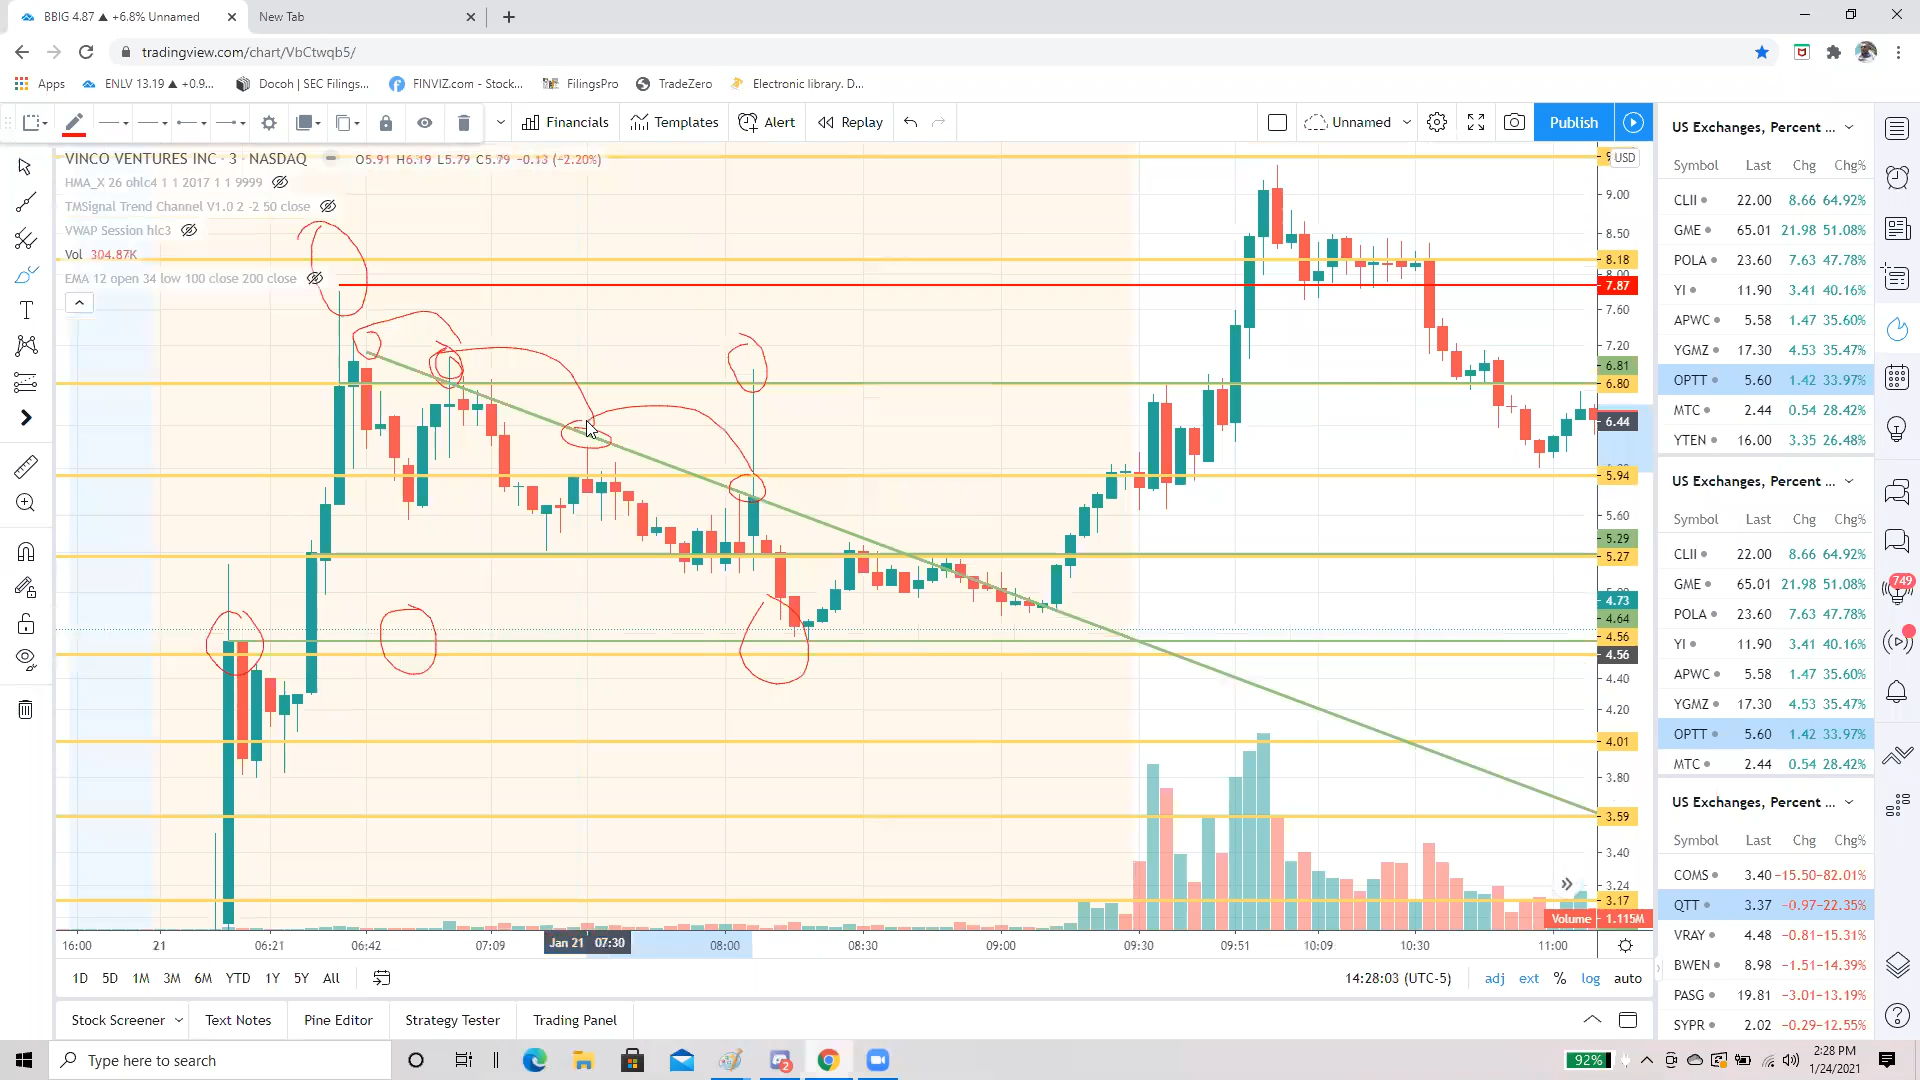 BBIG 4.87 ▲ +6.8% Unnamed
New Tab
tradingview.com/chart/VbCtwqb5/
Apps
ENLV 13.19 ▲ +0.9...
Docoh | SEC Filings...
FINVIZ.com - Stock...
FilingsPro
TradeZero
Electronic library. D...
Financials
Templates
Alert
Replay
Unnamed
Publish
VINCO VENTURES INC · 3 · NASDAQ
O5.91 H6.19 L5.79 C5.79 −0.13 (−2.20%)
HMA_X 26 ohlc4 1 1 2017 1 1 9999
TMSignal Trend Channel V1.0 2 -2 50 close
VWAP Session hlc3
Vol 304.87K
EMA 12 open 34 low 100 close 200 close
USD
9.00
8.50
8.18
8.00
7.87
7.60
7.20
6.81
6.80
6.44
5.94
5.60
5.29
5.27
4.73
4.64
4.56
4.56
4.40
4.20
4.01
3.80
3.59
3.40
3.24
3.17
Volume 1.115M
16:00
21
06:21
06:42
07:09
Jan 21 07:30
08:00
08:30
09:00
09:30
09:51
10:09
10:30
11:00
1D 5D 1M 3M 6M YTD 1Y 5Y All
14:28:03 (UTC-5)
adj ext % log auto
Stock Screener
Text Notes
Pine Editor
Strategy Tester
Trading Panel
US Exchanges, Percent ...
Symbol Last Chg Chg%
CLII 22.00 8.66 64.92%
GME 65.01 21.98 51.08%
POLA 23.60 7.63 47.78%
YI 11.90 3.41 40.16%
APWC 5.58 1.47 35.60%
YGMZ 17.30 4.53 35.47%
OPTT 5.60 1.42 33.97%
MTC 2.44 0.54 28.42%
YTEN 16.00 3.35 26.48%
US Exchanges, Percent ...
Symbol Last Chg Chg%
CLII 22.00 8.66 64.92%
GME 65.01 21.98 51.08%
POLA 23.60 7.63 47.78%
YI 11.90 3.41 40.16%
APWC 5.58 1.47 35.60%
YGMZ 17.30 4.53 35.47%
OPTT 5.60 1.42 33.97%
MTC 2.44 0.54 28.42%
US Exchanges, Percent ...
Symbol Last Chg Chg%
COMS 3.40 −15.50 −82.01%
QTT 3.37 −0.97 −22.35%
VRAY 4.48 −0.81 −15.31%
BWEN 8.98 −1.51 −14.39%
PASG 19.81 −3.01 −13.19%
SYPR 2.02 −0.29 −12.55%
749
Type here to search
2
92%
2:28 PM
1/24/2021